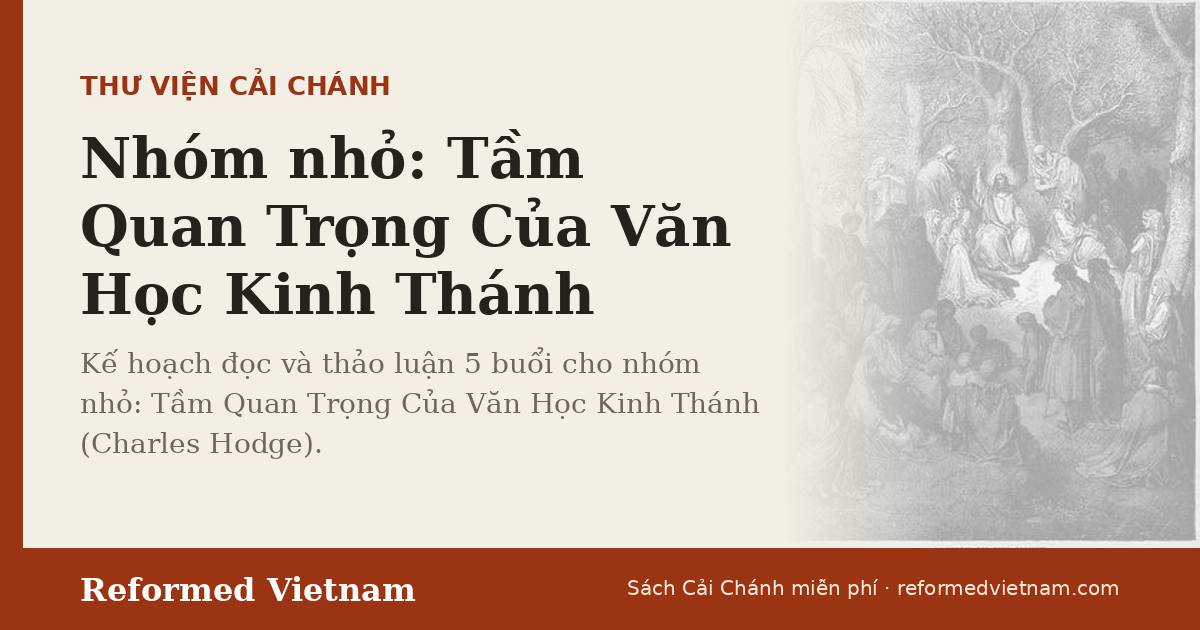 THƯ VIỆN CẢI CHÁNH
Nhóm nhỏ: Tầm
Quan Trọng Của Văn
Học Kinh Thánh
Kế hoạch đọc và thảo luận 5 buổi cho nhóm
nhỏ: Tầm Quan Trọng Của Văn Học Kinh Thánh
(Charles Hodge).
Reformed Vietnam
Sách Cải Chánh miễn phí · reformedvietnam.com